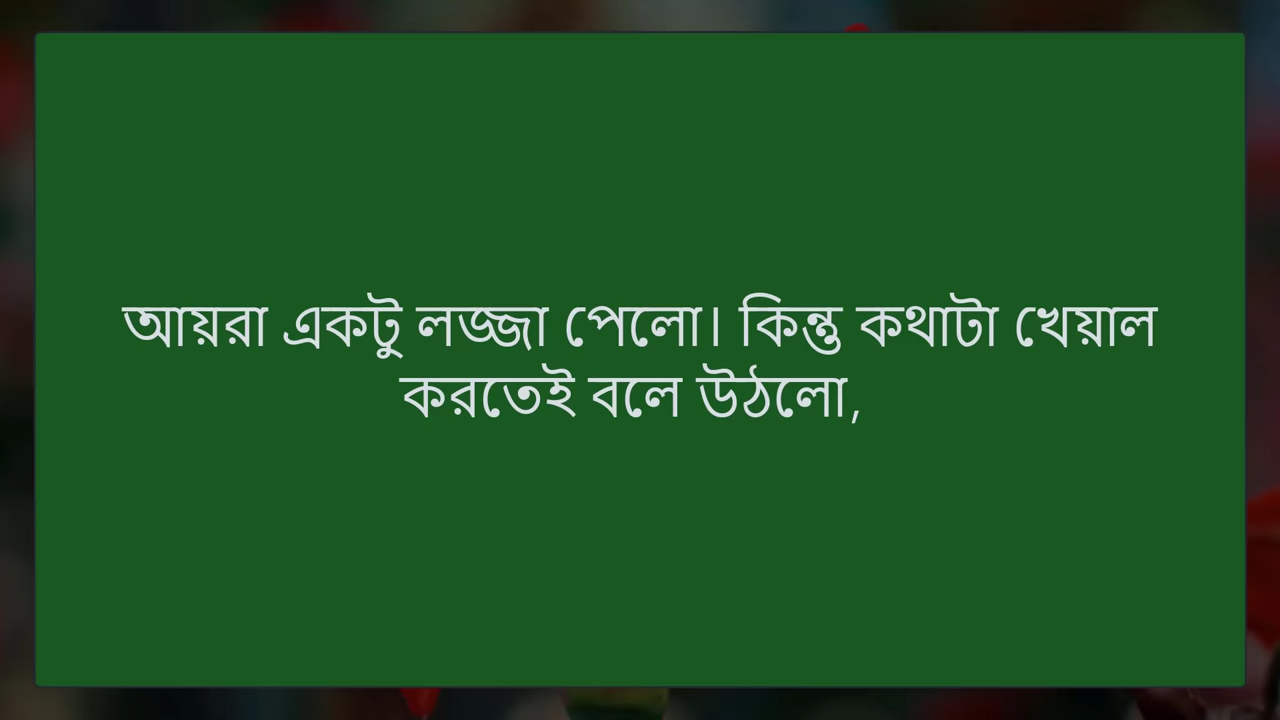 আয়রা একটু লজ্জা পেলো। কিন্তু কথাটা খেয়াল
করতেই বলে উঠলো,